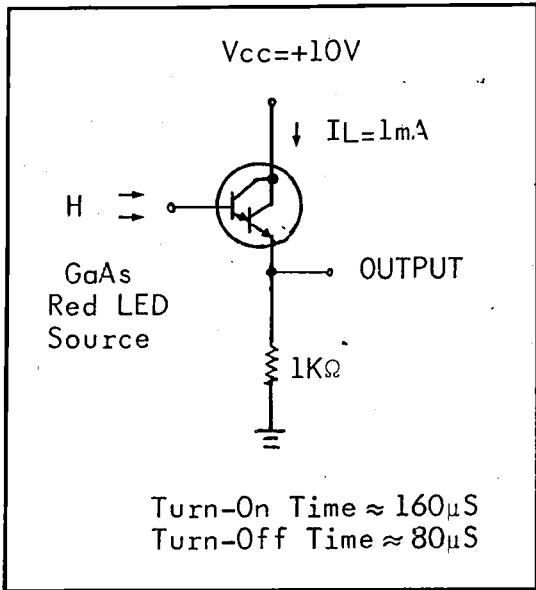 Vcc=+10V
IL=1mA
H
GaAs
Red LED
Source
OUTPUT
1KΩ
Turn-On Time ≈ 160μS
Turn-Off Time ≈ 80μS